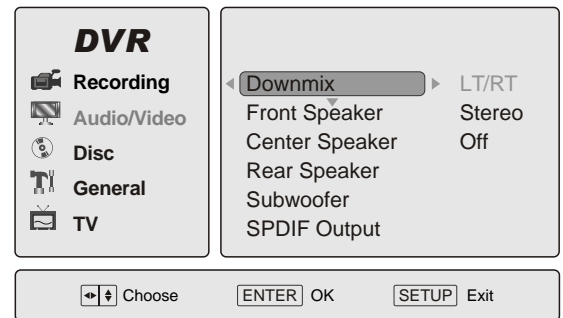 DVR
Recording
Audio/Video
Disc
General
TV
Downmix LT/RT
Front Speaker Stereo
Center Speaker Off
Rear Speaker
Subwoofer
SPDIF Output
Choose ENTER OK SETUP Exit